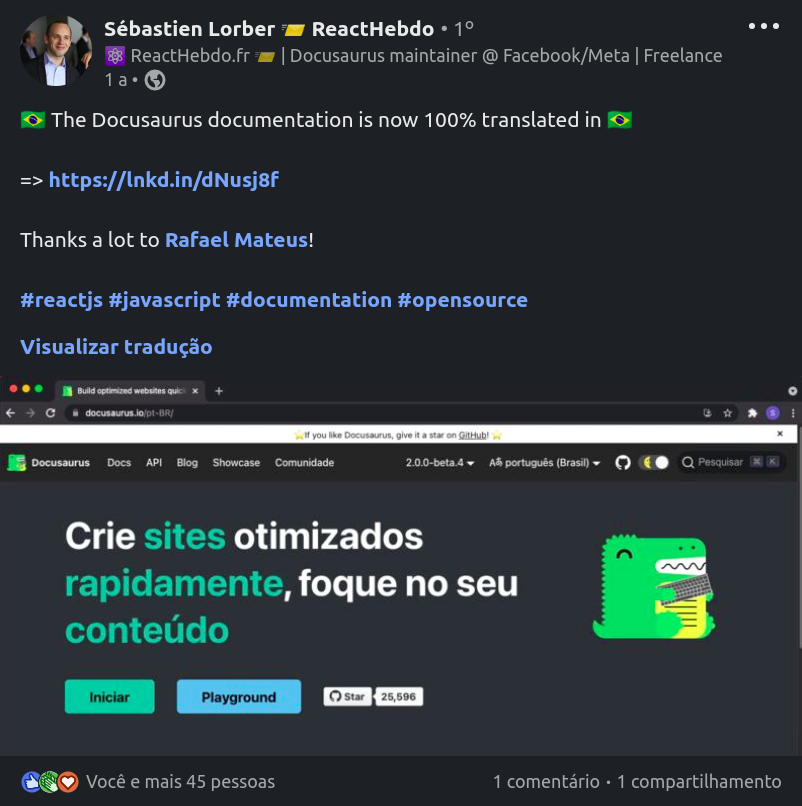 Sébastien Lorber ReactHebdo • 1º
ReactHebdo.fr | Docusaurus maintainer @ Facebook/Meta | Freelance
1 a •
The Docusaurus documentation is now 100% translated in
=> https://lnkd.in/dNusj8f
Thanks a lot to Rafael Mateus!
#reactjs #javascript #documentation #opensource
Visualizar tradução
Build optimized websites quic
docusaurus.io/pt-BR/
If you like Docusaurus, give it a star on GitHub!
Docusaurus Docs API Blog Showcase Comunidade 2.0.0-beta.4 português (Brasil) Pesquisar ⌘ K
Crie sites otimizados
rapidamente, foque no seu
conteúdo
Iniciar Playground Star 25,596
Você e mais 45 pessoas 1 comentário • 1 compartilhamento